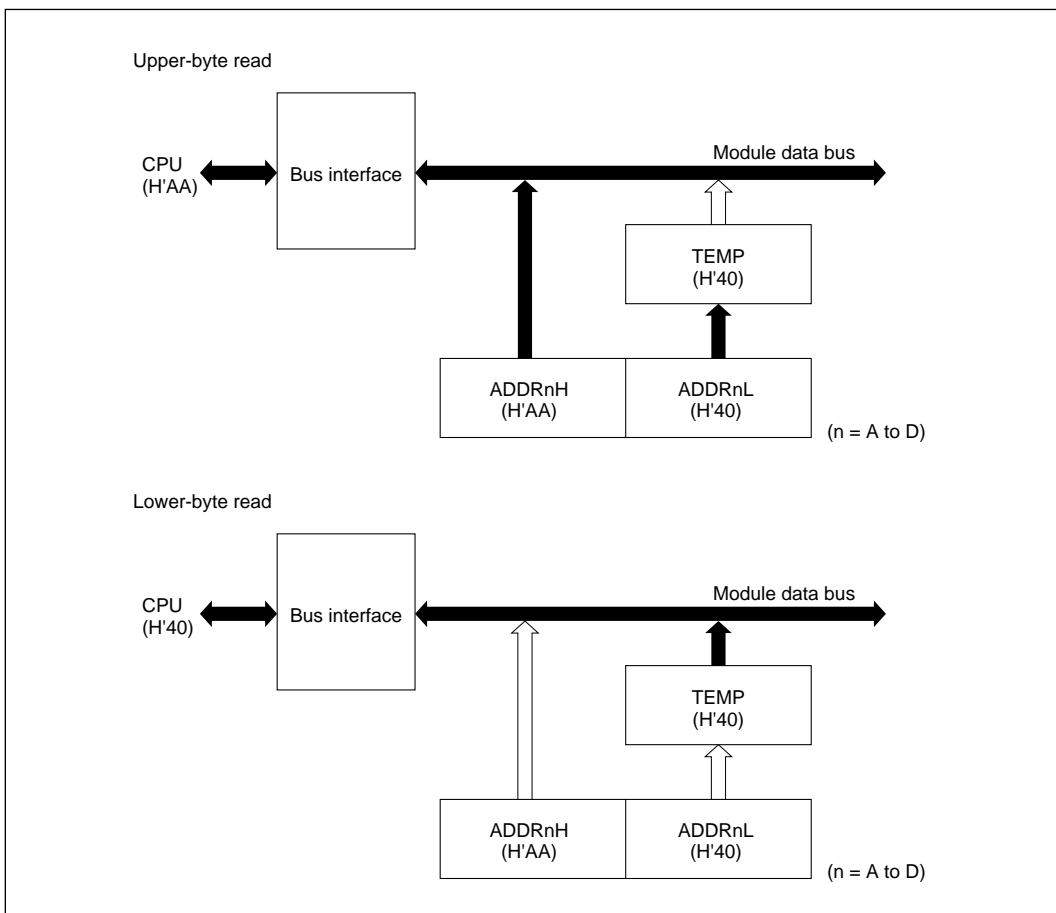 Upper-byte read
Module data bus
CPU
(H'AA)
Bus interface
TEMP
(H'40)
ADDRnH
(H'AA)
ADDRnL
(H'40)
(n = A to D)
Lower-byte read
Module data bus
CPU
(H'40)
Bus interface
TEMP
(H'40)
ADDRnH
(H'AA)
ADDRnL
(H'40)
(n = A to D)